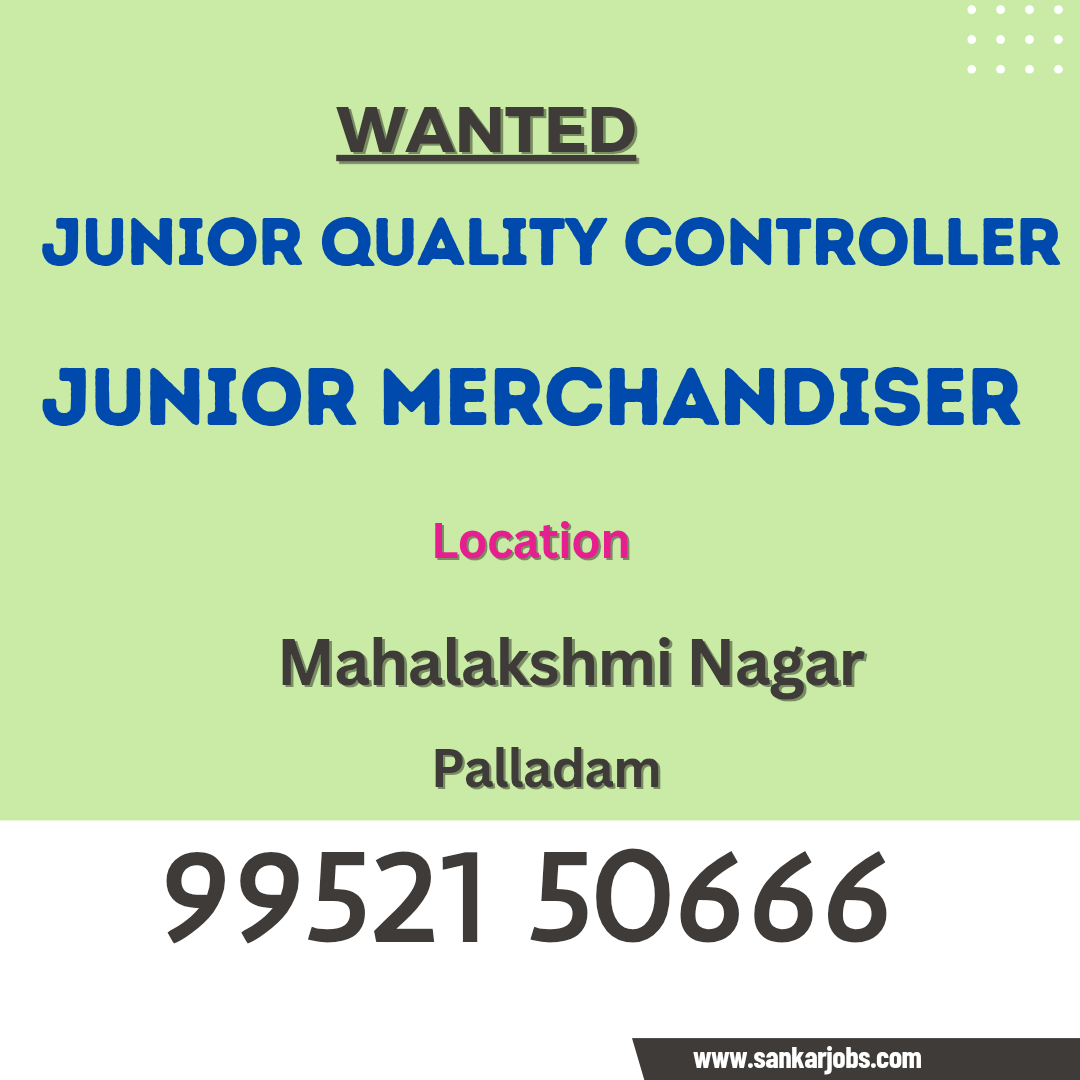 WANTED
JUNIOR QUALITY CONTROLLER
JUNIOR MERCHANDISER
Location
Mahalakshmi Nagar
Palladam
99521 50666
www.sankarjobs.com